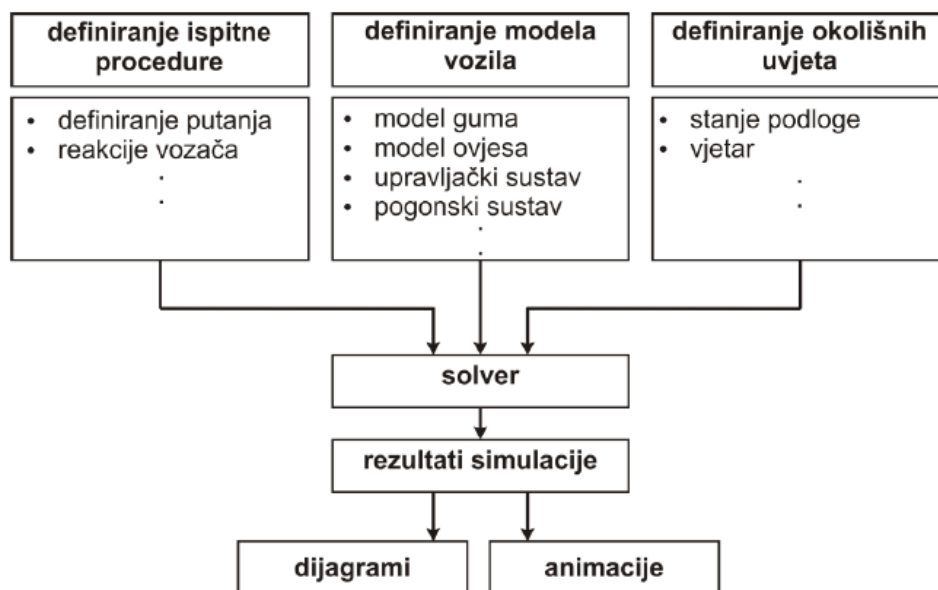 definiranje ispitne
procedure
• definiranje putanja
• reakcije vozača
.
.
definiranje modela
vozila
• model guma
• model ovjesa
• upravljački sustav
• pogonski sustav
.
.
definiranje okolišnih
uvjeta
• stanje podloge
• vjetar
.
.
solver
rezultati simulacije
dijagrami
animacije